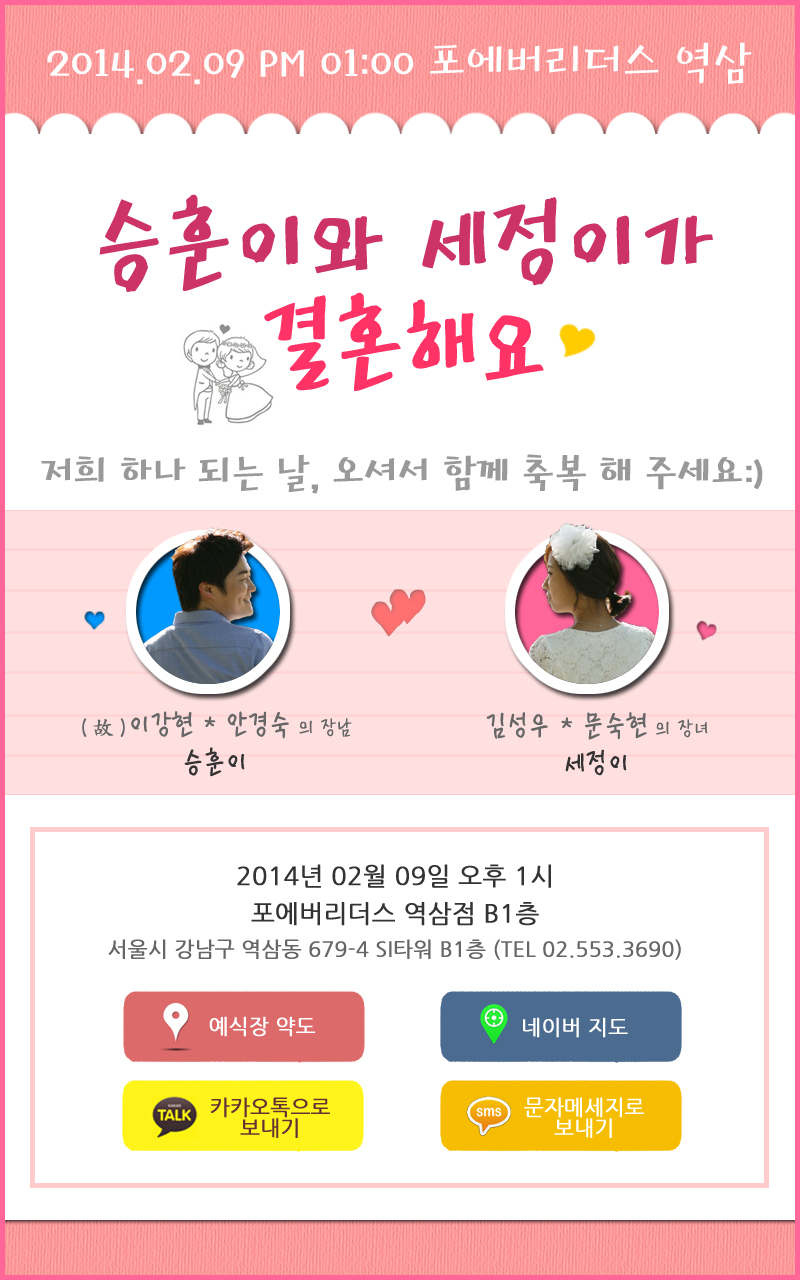 2014.02.09 PM 01:00 포에버리더스 역삼
승훈이와 세정이가
결혼해요
저희 하나 되는 날, 오셔서 함께 축복 해 주세요:)
(故)이강현 * 안경숙 의 장남
승훈이
김성우 * 문숙현 의 장녀
세정이
2014년 02월 09일 오후 1시
포에버리더스 역삼점 B1층
서울시 강남구 역삼동 679-4 SI타워 B1층 (TEL 02.553.3690)
예식장 약도
네이버 지도
TALK
카카오톡으로
보내기
sms
문자메세지로
보내기